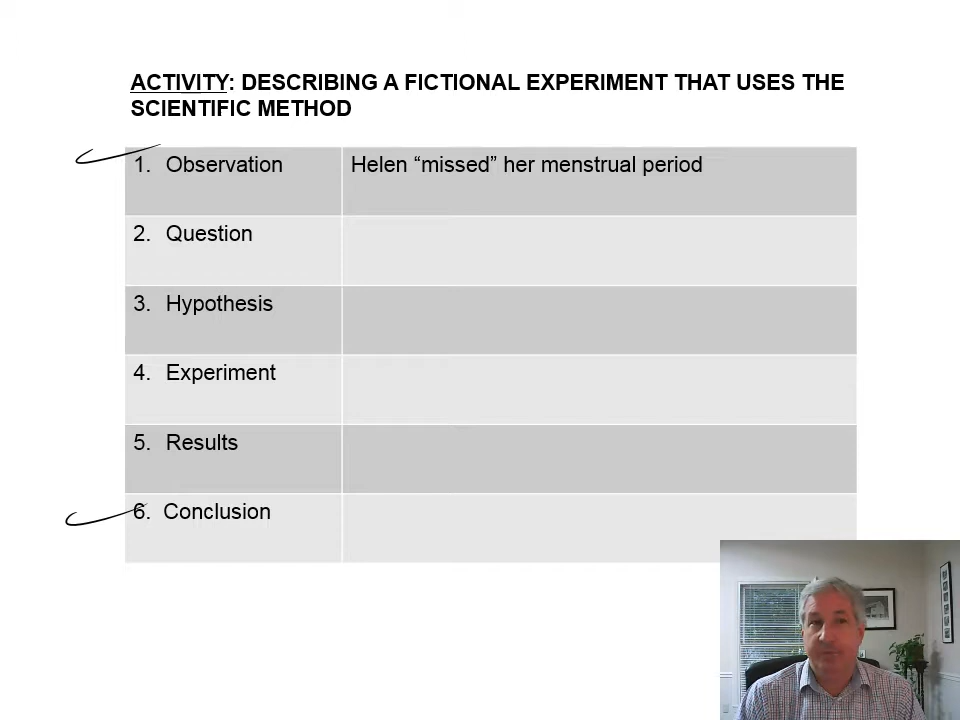 ACTIVITY: DESCRIBING A FICTIONAL EXPERIMENT THAT USES THE
SCIENTIFIC METHOD
1. Observation Helen “missed” her menstrual period
2. Question
3. Hypothesis
4. Experiment
5. Results
6. Conclusion